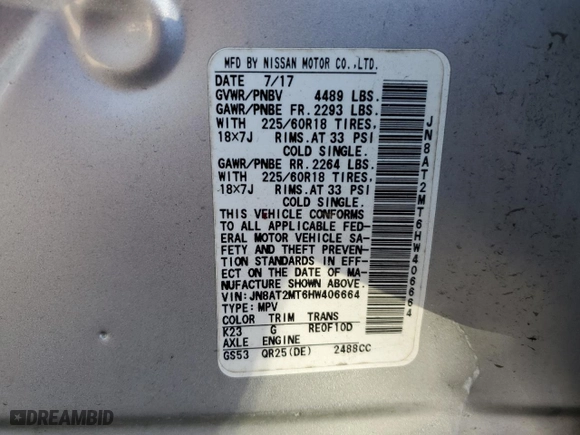 MFD BY NISSAN MOTOR CO.,LTD.
DATE 7/17
GVWR/PNBV 4489 LBS.
GAWR/PNBE FR. 2293 LBS.
WITH 225/60R18 TIRES,
18X7J RIMS.AT 33 PSI
COLD SINGLE.
GAWR/PNBE RR. 2264 LBS.
WITH 225/60R18 TIRES,
18X7J RIMS.AT 33 PSI
COLD SINGLE.
THIS VEHICLE CONFORMS
TO ALL APPLICABLE FED-
ERAL MOTOR VEHICLE SA-
FETY AND THEFT PREVEN-
TION STANDARDS IN EFF-
ECT ON THE DATE OF MA-
NUFACTURE SHOWN ABOVE.
VIN: JN8AT2MT6HW406664
TYPE: MPV
COLOR TRIM TRANS
K23 G RE0F10D
AXLE ENGINE
GS53 QR25(DE) 2488CC
JN8AT2MT6HW406664
DREAMBID